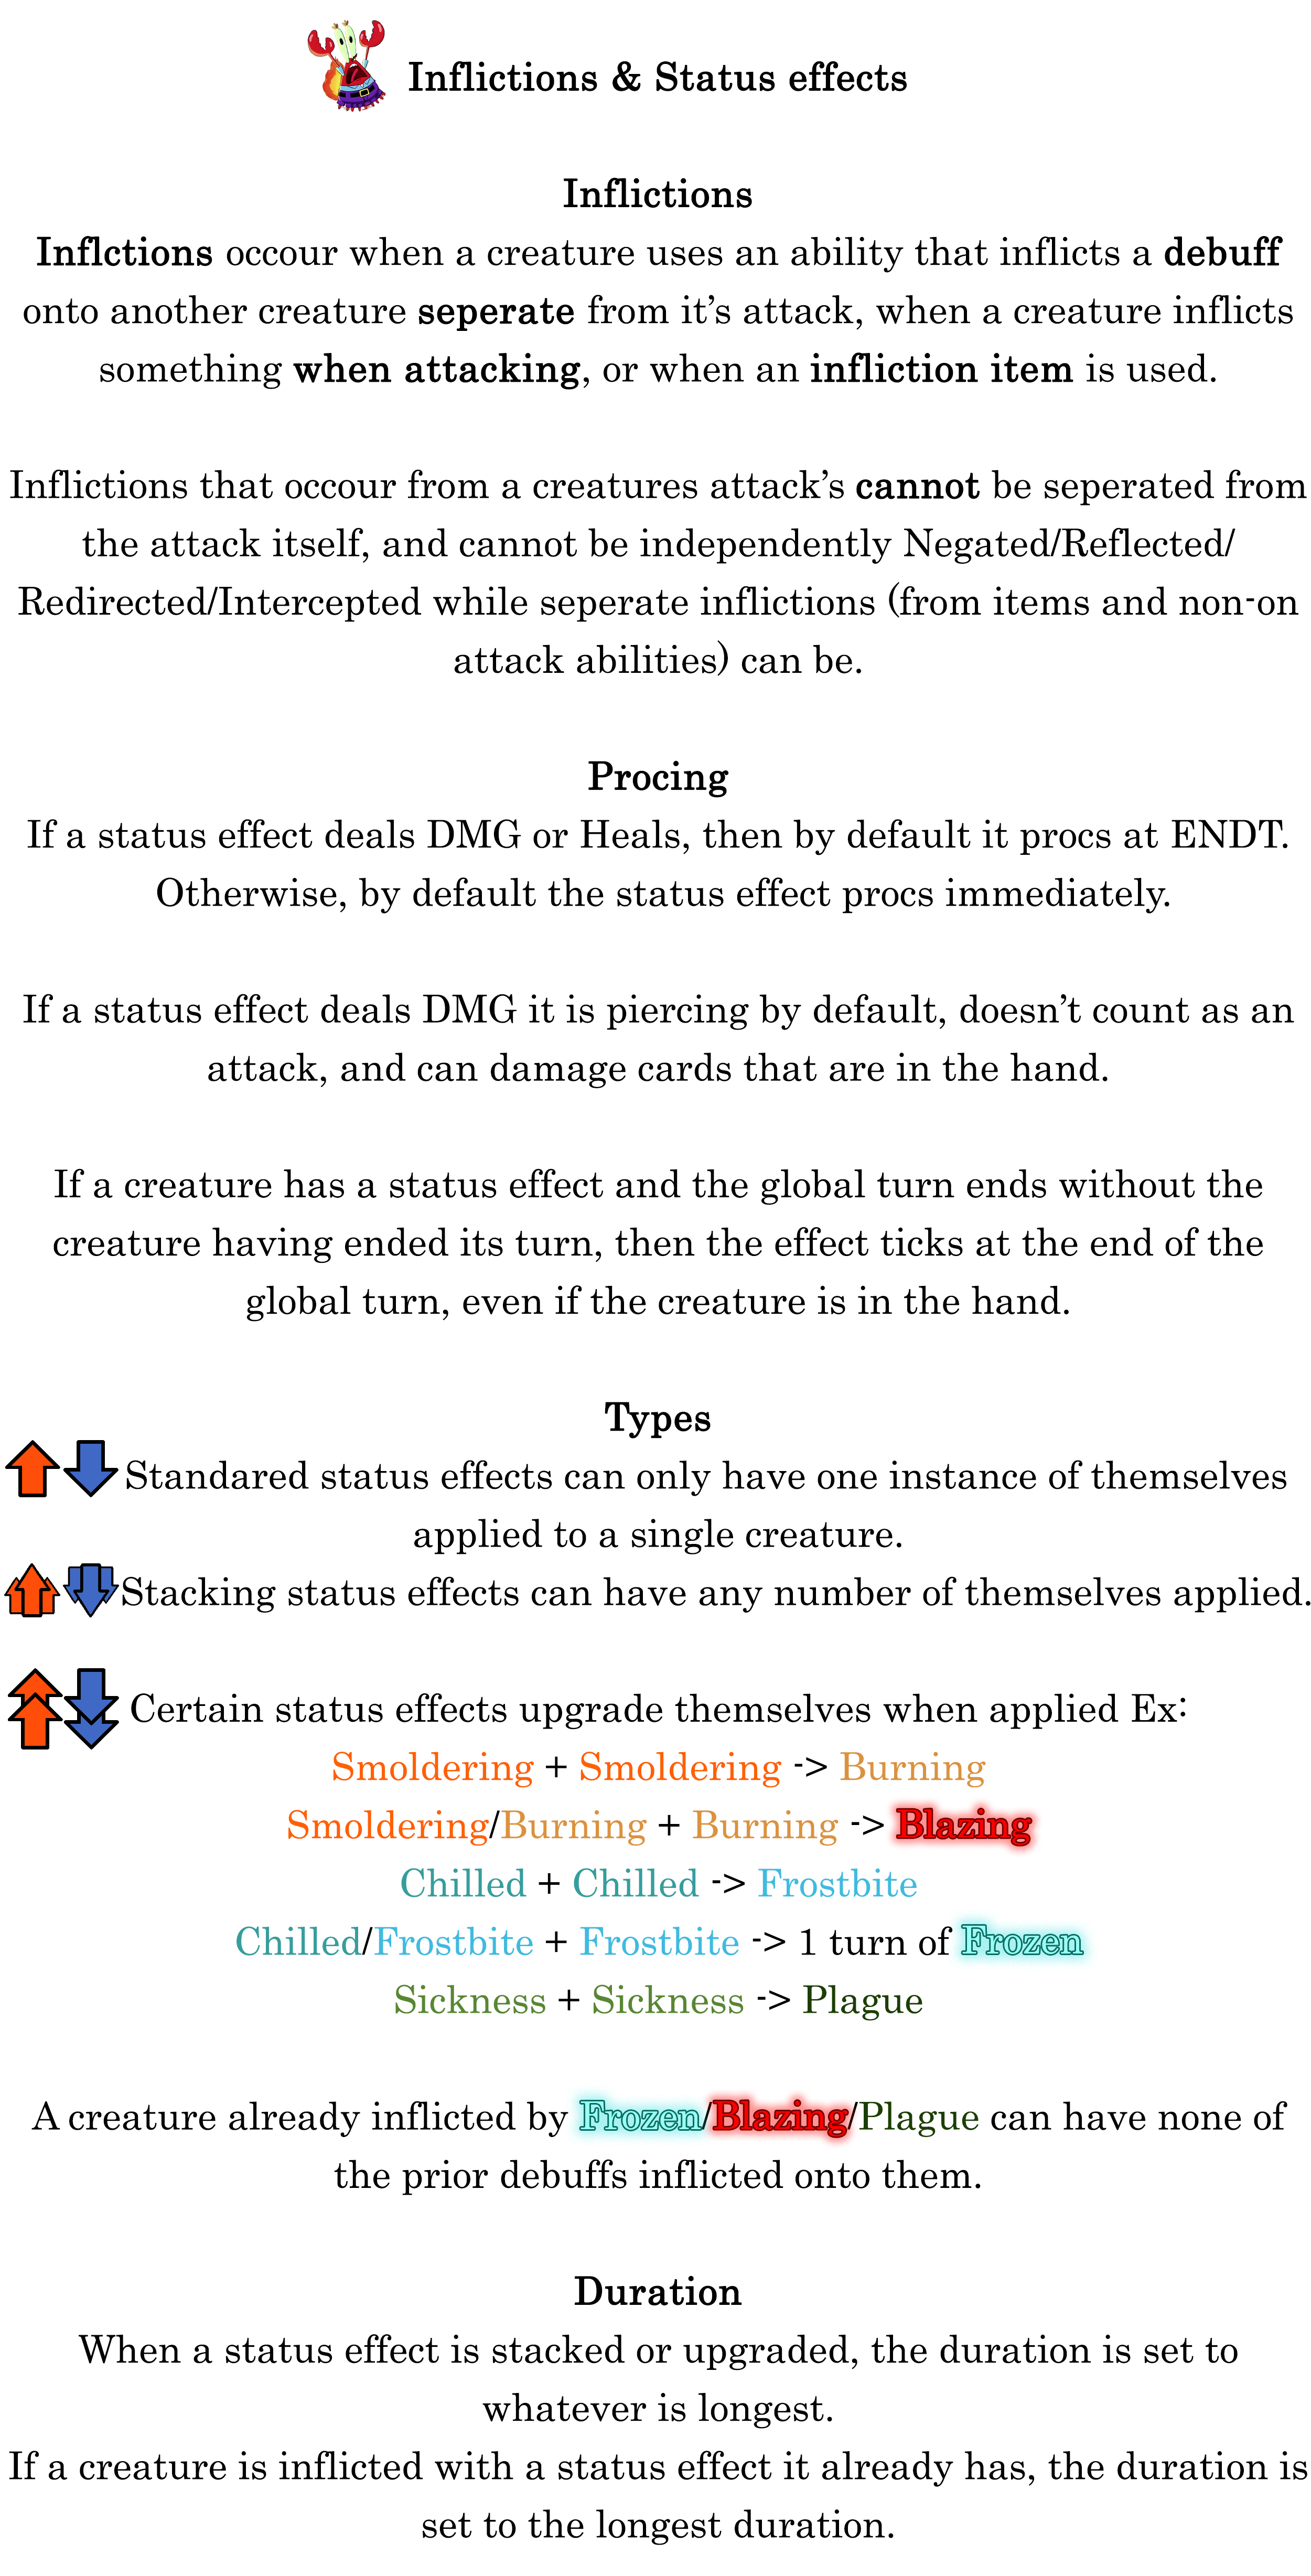 Inflictions & Status effects
Inflictions
Inflctions occour when a creature uses an ability that inflicts a debuff
onto another creature seperate from it’s attack, when a creature inflicts
something when attacking, or when an infliction item is used.
Inflictions that occour from a creatures attack’s cannot be seperated from
the attack itself, and cannot be independently Negated/Reflected/
Redirected/Intercepted while seperate inflictions (from items and non-on
attack abilities) can be.
Procing
If a status effect deals DMG or Heals, then by default it procs at ENDT.
Otherwise, by default the status effect procs immediately.
If a status effect deals DMG it is piercing by default, doesn’t count as an
attack, and can damage cards that are in the hand.
If a creature has a status effect and the global turn ends without the
creature having ended its turn, then the effect ticks at the end of the
global turn, even if the creature is in the hand.
Types
Standared status effects can only have one instance of themselves
applied to a single creature.
Stacking status effects can have any number of themselves applied.
Certain status effects upgrade themselves when applied Ex:
Smoldering + Smoldering -> Burning
Smoldering/Burning + Burning -> Blazing
Chilled + Chilled -> Frostbite
Chilled/Frostbite + Frostbite -> 1 turn of Frozen
Sickness + Sickness -> Plague
A creature already inflicted by Frozen/Blazing/Plague can have none of
the prior debuffs inflicted onto them.
Duration
When a status effect is stacked or upgraded, the duration is set to
whatever is longest.
If a creature is inflicted with a status effect it already has, the duration is
set to the longest duration.